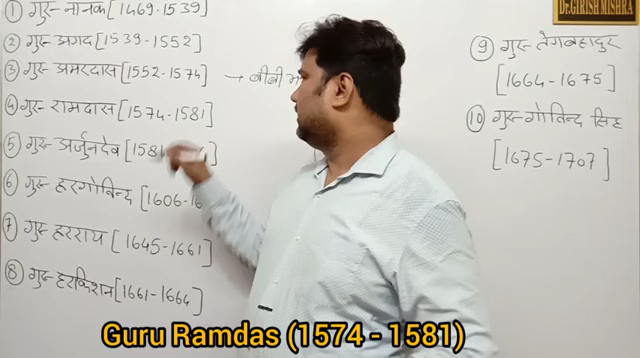 ① गुरु नानक [1469-1539]
② गुरु अंगद [1539-1552]
③ गुरु अमरदास [1552-1574] → बीबी
④ गुरु रामदास [1574-1581]
⑤ गुरु अर्जुनदेव [1581
⑥ गुरु हरगोविन्द [1606-16
⑦ गुरु हरराय [1645-1661]
⑧ गुरु हरकिशन [1661-1664]
Dr.GIRISH MISHRA
⑨ गुरु तेगबहादुर
[1664-1675]
⑩ गुरु गोविन्द सिंह
[1675-1707]
Guru Ramdas (1574 - 1581)